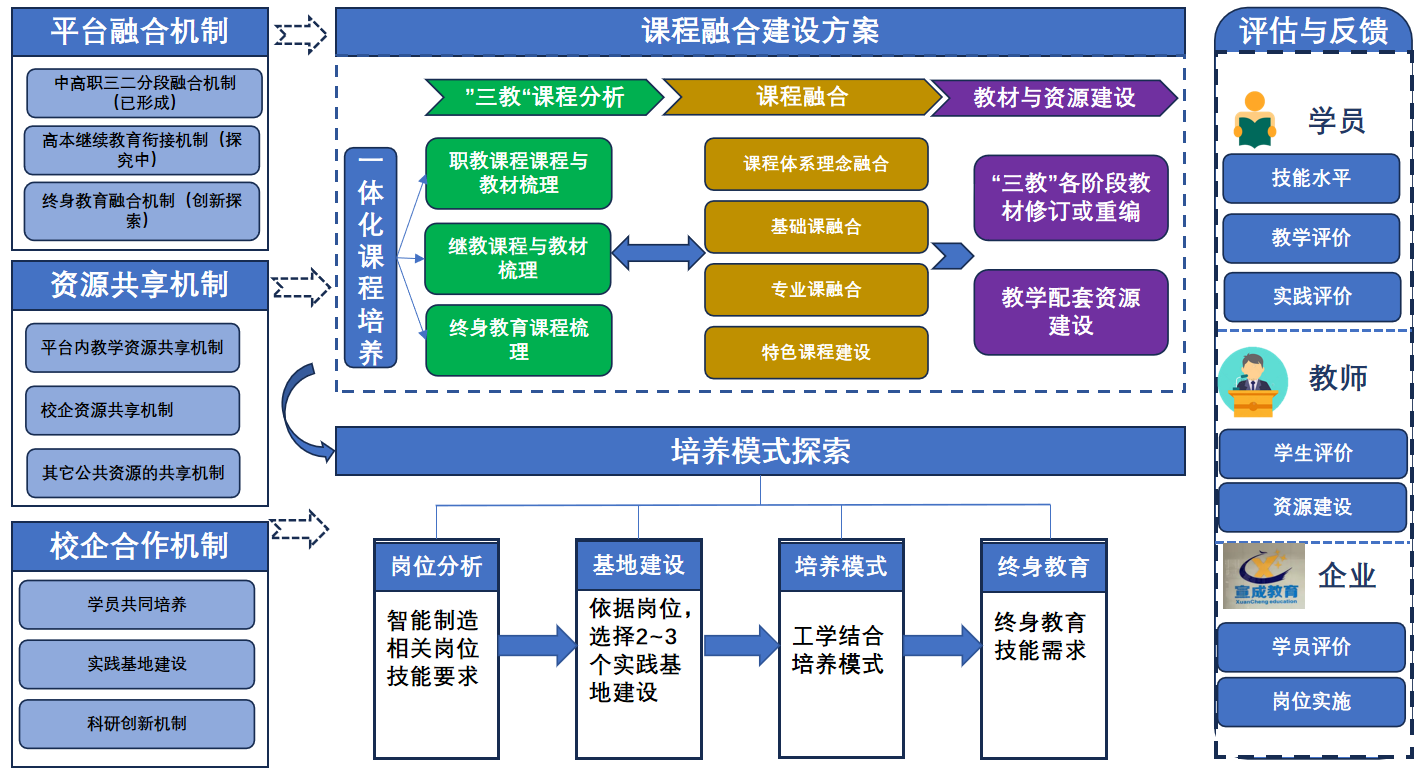 平台融合机制
中高职三二分段融合机制
(已形成)
高本继续教育衔接机制（探
究中）
终身教育融合机制（创新探
索）
资源共享机制
平台内教学资源共享机制
校企资源共享机制
其它公共资源的共享机制
校企合作机制
学员共同培养
实践基地建设
科研创新机制
课程融合建设方案
”三教“课程分析
课程融合
教材与资源建设
一
体
化
课
程
培
养
职教课程课程与
教材梳理
继教课程与教材
梳理
终身教育课程梳
理
课程体系理念融合
基础课融合
专业课融合
特色课程建设
“三教”各阶段教
材修订或重编
教学配套资源
建设
培养模式探索
岗位分析
智能制造
相关岗位
技能要求
基地建设
依据岗位，
选择2~3
个实践基
地建设
培养模式
工学结合
培养模式
终身教育
终身教育
技能需求
评估与反馈
学员
技能水平
教学评价
实践评价
教师
学生评价
资源建设
宣成教育
XuanCheng education
企业
学员评价
岗位实施